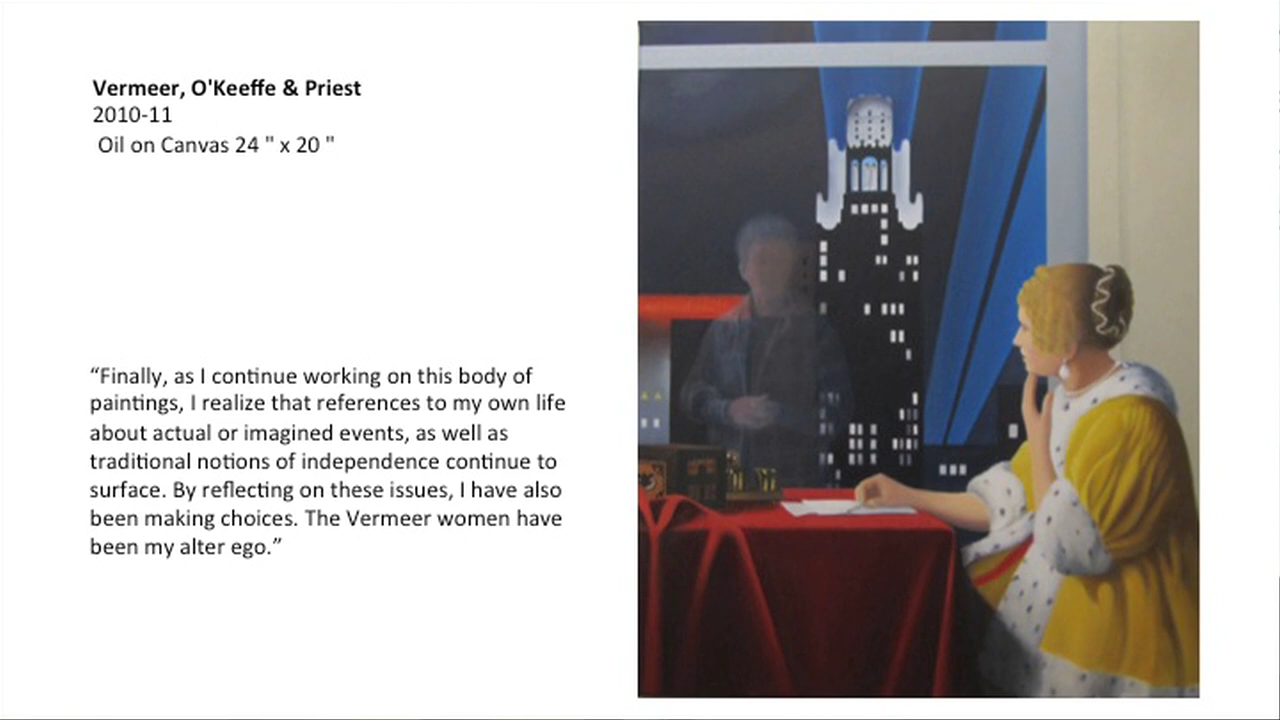 Vermeer, O'Keeffe & Priest
2010-11
Oil on Canvas 24 " x 20 "
“Finally, as I continue working on this body of
paintings, I realize that references to my own life
about actual or imagined events, as well as
traditional notions of independence continue to
surface. By reflecting on these issues, I have also
been making choices. The Vermeer women have
been my alter ego.”